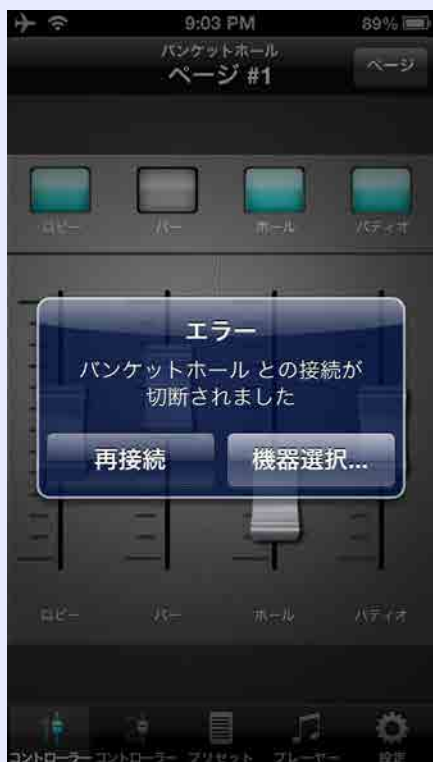 9:03 PM
89%
バンケットホール
ページ #1
ページ
ロビー
バー
ホール
パティオ
エラー
バンケットホール との接続が
切断されました
再接続
機器選択...
ロビー
バー
ホール
パティオ
コントローラー
コントローラー
プリセット
プレーヤー
設定